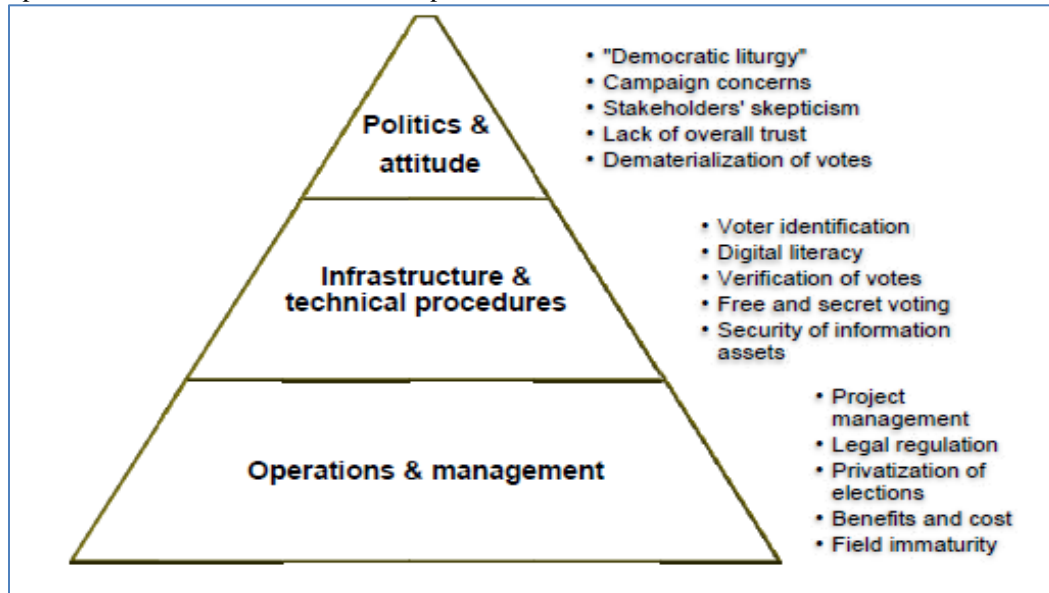 • "Democratic liturgy"
• Campaign concerns
• Stakeholders' skepticism
• Lack of overall trust
• Dematerialization of votes
Politics &
attitude
• Voter identification
• Digital literacy
• Verification of votes
• Free and secret voting
• Security of information
assets
Infrastructure &
technical procedures
• Project
management
• Legal regulation
• Privatization of
elections
• Benefits and cost
• Field immaturity
Operations & management